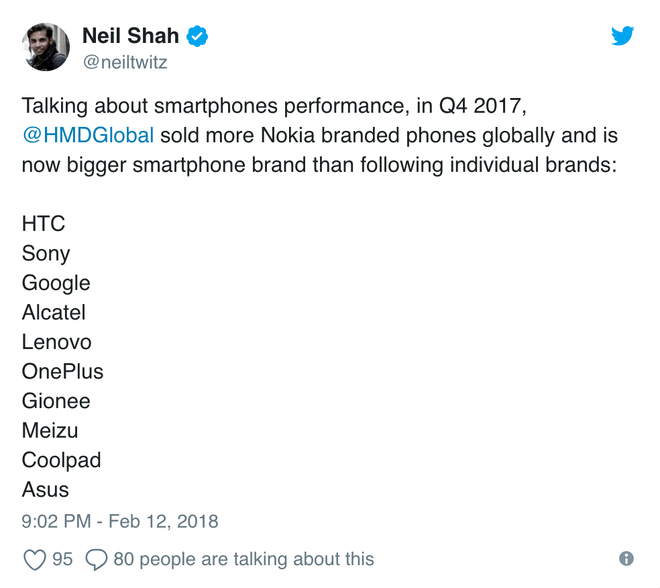 Neil Shah
@neiltwitz
Talking about smartphones performance, in Q4 2017,
@HMDGlobal sold more Nokia branded phones globally and is
now bigger smartphone brand than following individual brands:
HTC
Sony
Google
Alcatel
Lenovo
OnePlus
Gionee
Meizu
Coolpad
Asus
9:02 PM - Feb 12, 2018
95 80 people are talking about this